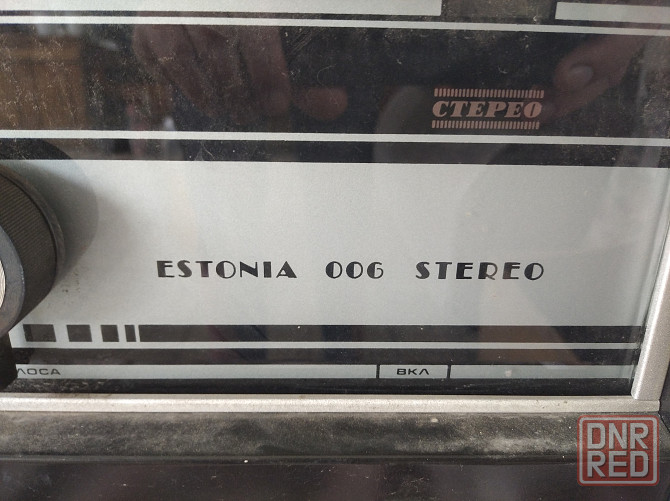 СТЕРЕО
ESTONIA 006 STEREO
ЛОСА ВКЛ
DNR
RED